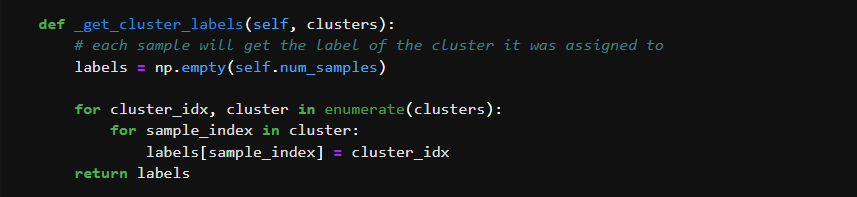 def _get_cluster_labels(self, clusters):
    # each sample will get the label of the cluster it was assigned to
    labels = np.empty(self.num_samples)

    for cluster_idx, cluster in enumerate(clusters):
        for sample_index in cluster:
            labels[sample_index] = cluster_idx
    return labels